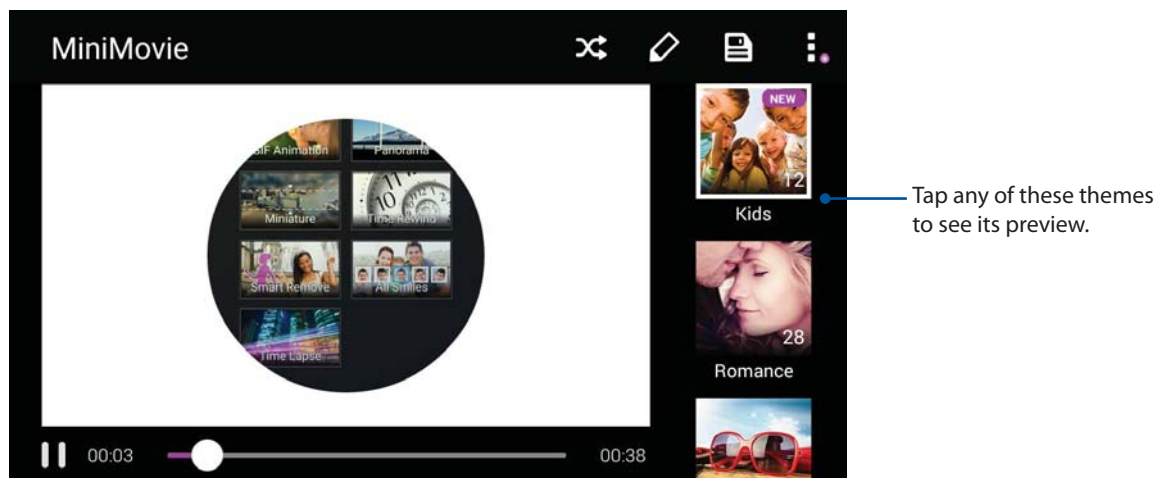 MiniMovie
NEW
12
Kids
Tap any of these themes
to see its preview.
GIF Animation
Panorama
Miniature
Time Rewind
Smart Remove
All Smiles
Time Lapse
28
Romance
00:03
00:38